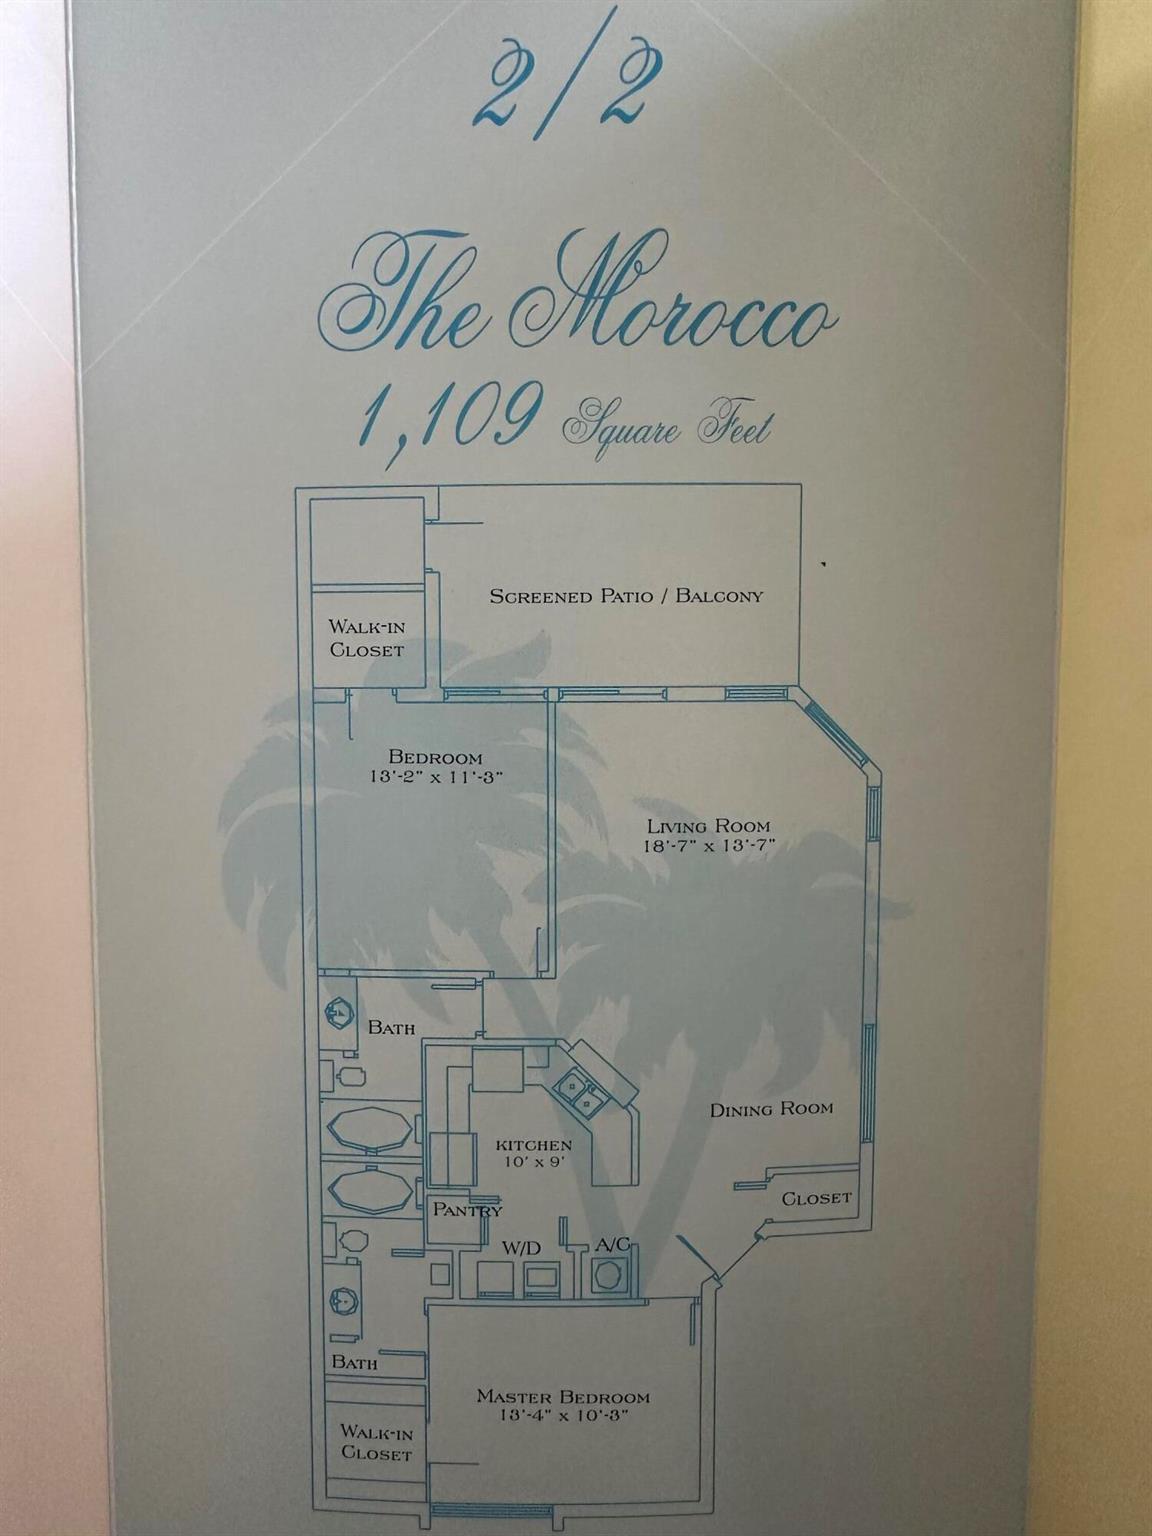 2/2
The Morocco
1,109 Square Feet
SCREENED PATIO / BALCONY
WALK-IN
CLOSET
BEDROOM
13'-2" x 11'-3"
LIVING ROOM
18'-7" x 13'-7"
BATH
DINING ROOM
KITCHEN
10' x 9'
CLOSET
PANTRY
W/D
A/C
BATH
MASTER BEDROOM
13'-4" x 10'-3"
WALK-IN
CLOSET